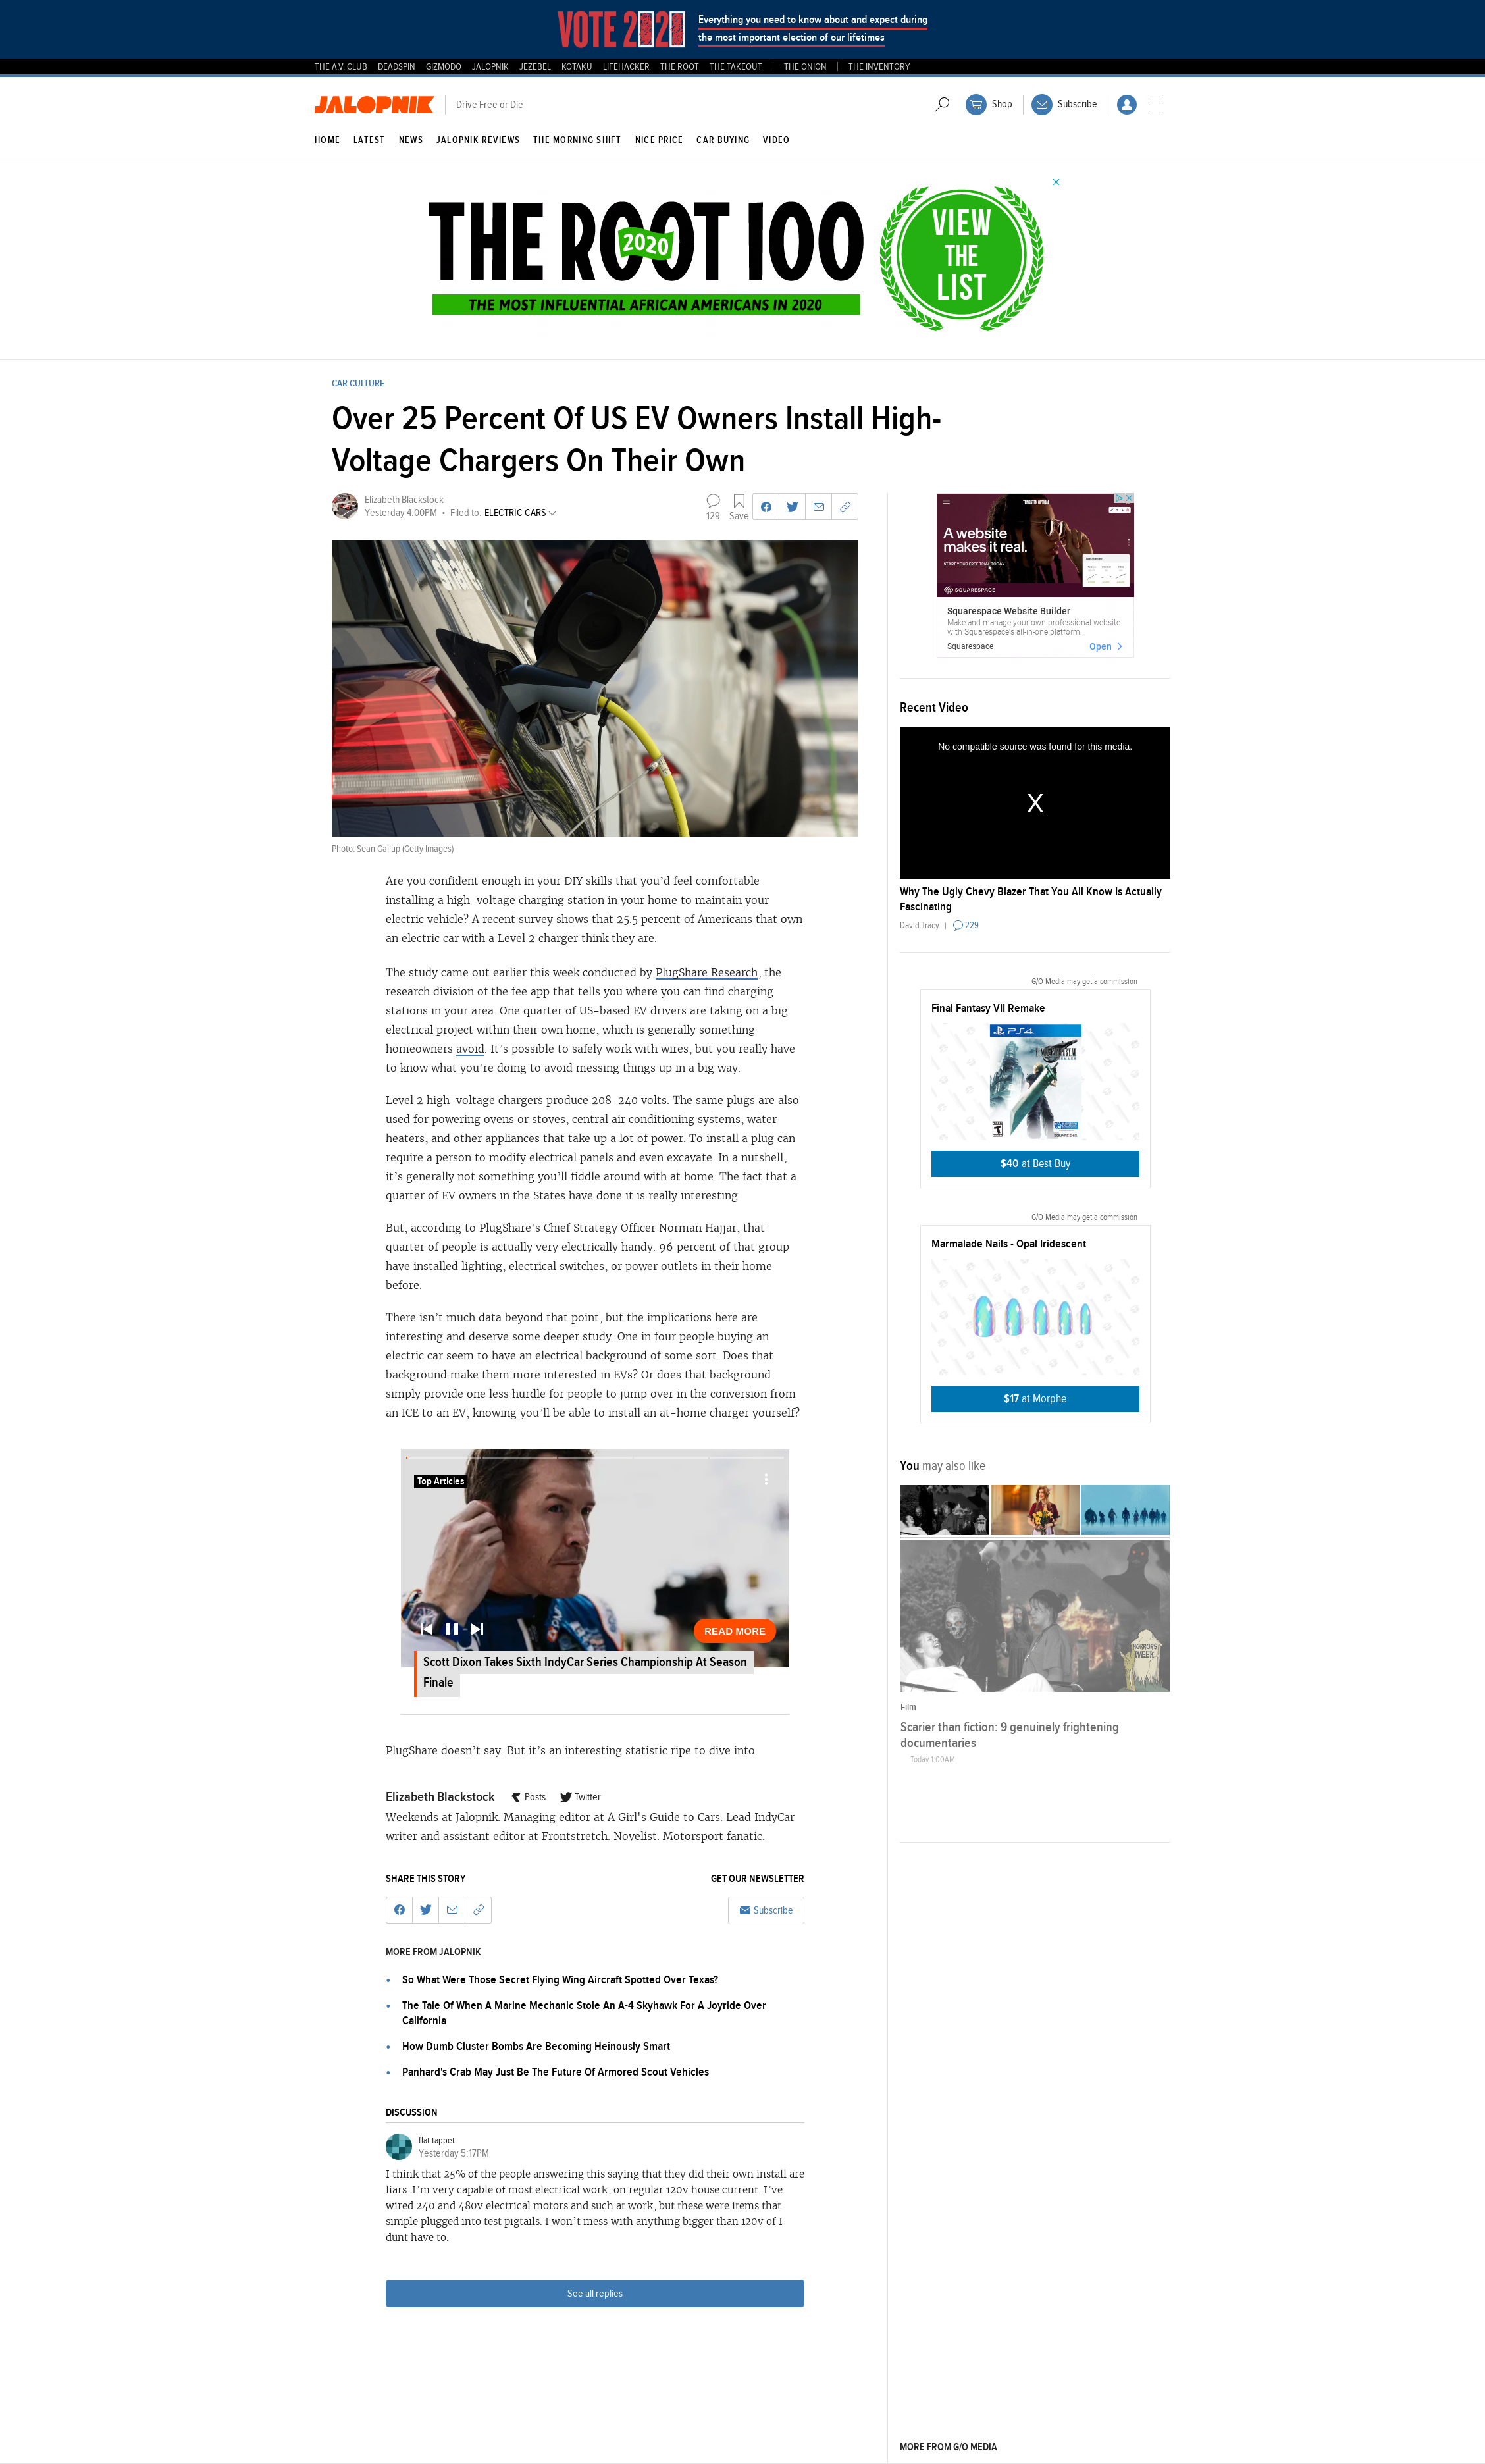 VOTE 2020
Everything you need to know about and expect during
the most important election of our lifetimes
THE A.V. CLUB DEADSPIN GIZMODO JALOPNIK JEZEBEL KOTAKU LIFEHACKER THE ROOT THE TAKEOUT THE ONION THE INVENTORY
JALOPNIK
Drive Free or Die
Shop
Subscribe
HOME LATEST NEWS JALOPNIK REVIEWS THE MORNING SHIFT NICE PRICE CAR BUYING VIDEO
THE ROOT 100
2020
THE MOST INFLUENTIAL AFRICAN AMERICANS IN 2020
VIEW
THE
LIST
CAR CULTURE
Over 25 Percent Of US EV Owners Install High-
Voltage Chargers On Their Own
Elizabeth Blackstock
Yesterday 4:00PM • Filed to: ELECTRIC CARS
129
Save
Photo: Sean Gallup (Getty Images)
Are you confident enough in your DIY skills that you’d feel comfortable
installing a high-voltage charging station in your home to maintain your
electric vehicle? A recent survey shows that 25.5 percent of Americans that own
an electric car with a Level 2 charger think they are.
The study came out earlier this week conducted by PlugShare Research, the
research division of the fee app that tells you where you can find charging
stations in your area. One quarter of US-based EV drivers are taking on a big
electrical project within their own home, which is generally something
homeowners avoid. It’s possible to safely work with wires, but you really have
to know what you’re doing to avoid messing things up in a big way.
Level 2 high-voltage chargers produce 208-240 volts. The same plugs are also
used for powering ovens or stoves, central air conditioning systems, water
heaters, and other appliances that take up a lot of power. To install a plug can
require a person to modify electrical panels and even excavate. In a nutshell,
it’s generally not something you’ll fiddle around with at home. The fact that a
quarter of EV owners in the States have done it is really interesting.
But, according to PlugShare’s Chief Strategy Officer Norman Hajjar, that
quarter of people is actually very electrically handy. 96 percent of that group
have installed lighting, electrical switches, or power outlets in their home
before.
There isn’t much data beyond that point, but the implications here are
interesting and deserve some deeper study. One in four people buying an
electric car seem to have an electrical background of some sort. Does that
background make them more interested in EVs? Or does that background
simply provide one less hurdle for people to jump over in the conversion from
an ICE to an EV, knowing you’ll be able to install an at-home charger yourself?
Top Articles
READ MORE
Scott Dixon Takes Sixth IndyCar Series Championship At Season
Finale
PlugShare doesn’t say. But it’s an interesting statistic ripe to dive into.
Elizabeth Blackstock Posts Twitter
Weekends at Jalopnik. Managing editor at A Girl's Guide to Cars. Lead IndyCar
writer and assistant editor at Frontstretch. Novelist. Motorsport fanatic.
SHARE THIS STORY
GET OUR NEWSLETTER
Subscribe
MORE FROM JALOPNIK
• So What Were Those Secret Flying Wing Aircraft Spotted Over Texas?
• The Tale Of When A Marine Mechanic Stole An A-4 Skyhawk For A Joyride Over
California
• How Dumb Cluster Bombs Are Becoming Heinously Smart
• Panhard's Crab May Just Be The Future Of Armored Scout Vehicles
DISCUSSION
flat tappet
Yesterday 5:17PM
I think that 25% of the people answering this saying that they did their own install are
liars. I’m very capable of most electrical work, on regular 120v house current. I’ve
wired 240 and 480v electrical motors and such at work, but these were items that
simple plugged into test pigtails. I won’t mess with anything bigger than 120v of I
dunt have to.
See all replies
A website
makes it real.
START YOUR FREE TRIAL TODAY
SQUARESPACE
Squarespace Website Builder
Make and manage your own professional website
with Squarespace's all-in-one platform.
Squarespace
Open
Recent Video
No compatible source was found for this media.
X
Why The Ugly Chevy Blazer That You All Know Is Actually
Fascinating
David Tracy | 229
G/O Media may get a commission
Final Fantasy VII Remake
PS4
$40 at Best Buy
G/O Media may get a commission
Marmalade Nails - Opal Iridescent
$17 at Morphe
You may also like
HORRORS
WEEK
Film
Scarier than fiction: 9 genuinely frightening
documentaries
Today 1:00AM
MORE FROM G/O MEDIA